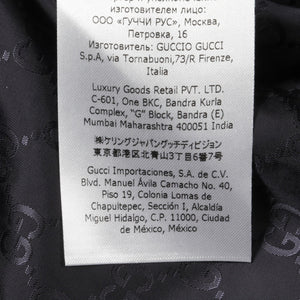 изготовителем лицо:
ООО «ГУЧЧИ РУС», Москва,
Петровка, 16
ИЗГОТОВИТЕЛЬ: GUCCIO GUCCI
S.p.A, via Tornabuoni,73/R Firenze,
Italia
Luxury Goods Retail PVT. LTD.
C-601, One BKC, Bandra Kurla
Complex, "G" Block, Bandra (E)
Mumbai Maharashtra 400051 India
㈱ケリングジャパングッチディビジョン
東京都港区北青山3丁目6番7号
Gucci Importaciones, S.A. de C.V.
Blvd. Manuel Ávila Camacho No. 40,
Piso 19, Colonia Lomas de
Chapultepec, Sección I, Alcaldía
Miguel Hidalgo, C.P. 11000, Ciudad
de México, México